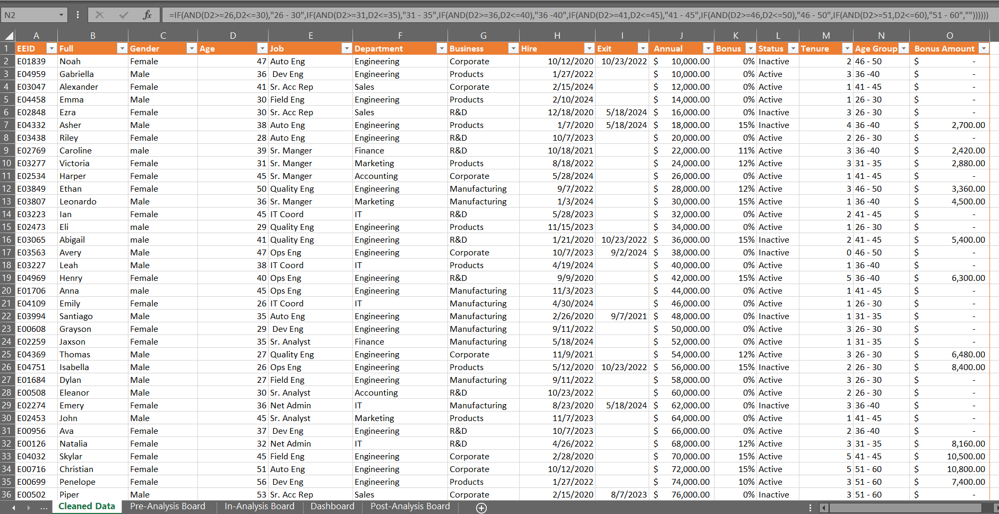 N2 fx =IF(AND(D2>=26,D2<=30),"26 - 30",IF(AND(D2>=31,D2<=35),"31 - 35",IF(AND(D2>=36,D2<=40),"36 -40",IF(AND(D2>=41,D2<=45),"41 - 45",IF(AND(D2>=46,D2<=50),"46 - 50",IF(AND(D2>=51,D2<=60),"51 - 60",""))))))
A B C D E F G H I J K L M N O
1 EEID Full Gender Age Job Department Business Hire Exit Annual Bonus Status Tenure Age Group Bonus Amount
2 E01839 Noah Female 47 Auto Eng Engineering Corporate 10/12/2020 10/23/2022 $ 10,000.00 0% Inactive 2 46 - 50 $ -
3 E04959 Gabriella Male 36 Dev Eng Engineering Products 1/27/2022 $ 10,000.00 0% Active 3 36 -40 $ -
4 E03047 Alexander Female 41 Sr. Acc Rep Sales Corporate 2/15/2024 $ 12,000.00 0% Active 1 41 - 45 $ -
5 E04458 Emma Male 30 Field Eng Engineering Products 2/10/2024 $ 14,000.00 0% Active 1 26 - 30 $ -
6 E02848 Ezra Female 30 Sr. Acc Rep Sales R&D 12/18/2020 5/18/2024 $ 16,000.00 0% Inactive 3 26 - 30 $ -
7 E04332 Asher Male 38 Auto Eng Engineering Products 1/7/2020 5/18/2024 $ 18,000.00 15% Inactive 4 36 -40 $ 2,700.00
8 E03438 Riley Female 28 Auto Eng Engineering R&D 10/7/2023 $ 20,000.00 0% Active 2 26 - 30 $ -
9 E02769 Caroline male 39 Sr. Manger Finance R&D 10/18/2021 $ 22,000.00 11% Active 3 36 -40 $ 2,420.00
10 E03277 Victoria Female 31 Sr. Manger Marketing Products 8/18/2022 $ 24,000.00 12% Active 3 31 - 35 $ 2,880.00
11 E02534 Harper Female 45 Sr. Manger Accounting Corporate 5/28/2024 $ 26,000.00 0% Active 1 41 - 45 $ -
12 E03849 Ethan Female 50 Quality Eng Engineering Manufacturing 9/7/2022 $ 28,000.00 12% Active 3 46 - 50 $ 3,360.00
13 E03807 Leonardo Male 36 Sr. Manger Marketing Manufacturing 1/3/2024 $ 30,000.00 15% Active 1 36 -40 $ 4,500.00
14 E03223 Ian Female 45 IT Coord IT R&D 5/28/2023 $ 32,000.00 0% Active 2 41 - 45 $ -
15 E02473 Eli male 29 Quality Eng Engineering Products 11/15/2023 $ 34,000.00 0% Active 1 26 - 30 $ -
16 E03065 Abigail male 41 Quality Eng Engineering R&D 1/21/2020 10/23/2022 $ 36,000.00 15% Inactive 2 41 - 45 $ 5,400.00
17 E03563 Avery Male 47 Ops Eng Engineering Corporate 10/7/2023 9/2/2024 $ 38,000.00 0% Inactive 0 46 - 50 $ -
18 E03227 Leah Male 38 IT Coord IT Products 4/19/2024 $ 40,000.00 0% Active 1 36 -40 $ -
19 E04969 Henry Female 40 Ops Eng Engineering R&D 9/9/2020 $ 42,000.00 15% Active 5 36 -40 $ 6,300.00
20 E01706 Anna male 45 Ops Eng Engineering Manufacturing 11/3/2023 $ 44,000.00 0% Active 1 41 - 45 $ -
21 E04109 Emily Female 26 IT Coord IT Manufacturing 4/30/2024 $ 46,000.00 0% Active 1 26 - 30 $ -
22 E03994 Santiago Male 35 Auto Eng Engineering Manufacturing 2/26/2020 9/7/2021 $ 48,000.00 0% Inactive 1 31 - 35 $ -
23 E00608 Grayson Female 29 Dev Eng Engineering Manufacturing 9/11/2022 $ 50,000.00 0% Active 3 26 - 30 $ -
24 E02259 Jaxson Female 35 Sr. Analyst Finance Manufacturing 5/18/2024 $ 52,000.00 0% Active 1 31 - 35 $ -
25 E04369 Thomas Male 27 Quality Eng Engineering Corporate 11/9/2021 $ 54,000.00 12% Active 3 26 - 30 $ 6,480.00
26 E04751 Isabella Male 26 Ops Eng Engineering Products 5/12/2020 10/23/2022 $ 56,000.00 15% Inactive 2 26 - 30 $ 8,400.00
27 E01684 Dylan Male 27 Field Eng Engineering Manufacturing 9/11/2022 $ 58,000.00 0% Active 3 26 - 30 $ -
28 E00508 Eleanor Male 30 Sr. Analyst Accounting R&D 10/23/2022 $ 60,000.00 0% Active 2 26 - 30 $ -
29 E02274 Emery Female 36 Net Admin IT Manufacturing 8/23/2020 5/18/2024 $ 62,000.00 0% Inactive 3 36 -40 $ -
30 E02453 John Male 45 Sr. Analyst Marketing Products 11/7/2023 $ 64,000.00 0% Active 1 41 - 45 $ -
31 E00956 Ava Female 37 Dev Eng Engineering R&D 10/7/2023 $ 66,000.00 0% Active 2 36 -40 $ -
32 E00126 Natalia Female 32 Net Admin IT R&D 4/26/2022 $ 68,000.00 12% Active 3 31 - 35 $ 8,160.00
33 E04032 Skylar Female 45 Field Eng Engineering Corporate 2/28/2020 $ 70,000.00 15% Active 5 41 - 45 $ 10,500.00
34 E00716 Christian Female 51 Auto Eng Engineering Corporate 10/12/2020 $ 72,000.00 15% Active 5 51 - 60 $ 10,800.00
35 E00699 Penelope Female 56 Dev Eng Engineering Products 1/27/2022 $ 74,000.00 10% Active 3 51 - 60 $ 7,400.00
36 E00502 Piper Male 53 Sr. Acc Rep Sales Corporate 2/15/2020 8/7/2023 $ 76,000.00 0% Inactive 3 51 - 60 $ -
... Cleaned Data Pre-Analysis Board In-Analysis Board Dashboard Post-Analysis Board